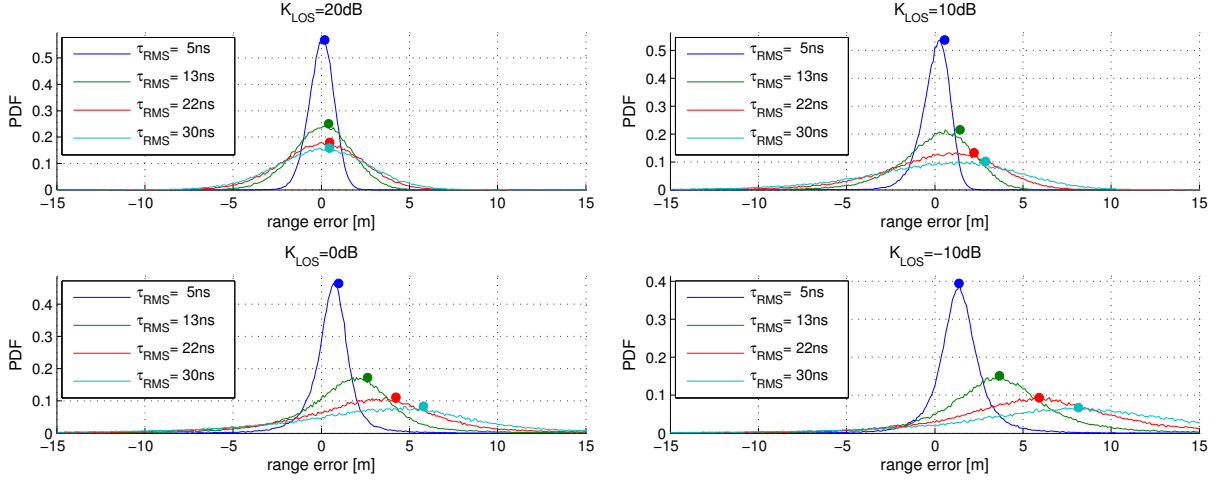 K_LOS=20dB
τ_RMS= 5ns
τ_RMS= 13ns
τ_RMS= 22ns
τ_RMS= 30ns
PDF
0.5
0.4
0.3
0.2
0.1
0
−15 −10 −5 0 5 10 15
range error [m]
K_LOS=10dB
τ_RMS= 5ns
τ_RMS= 13ns
τ_RMS= 22ns
τ_RMS= 30ns
PDF
0.5
0.4
0.3
0.2
0.1
0
−15 −10 −5 0 5 10 15
range error [m]
K_LOS=0dB
τ_RMS= 5ns
τ_RMS= 13ns
τ_RMS= 22ns
τ_RMS= 30ns
PDF
0.4
0.3
0.2
0.1
0
−15 −10 −5 0 5 10 15
range error [m]
K_LOS=−10dB
τ_RMS= 5ns
τ_RMS= 13ns
τ_RMS= 22ns
τ_RMS= 30ns
PDF
0.4
0.3
0.2
0.1
0
−15 −10 −5 0 5 10 15
range error [m]